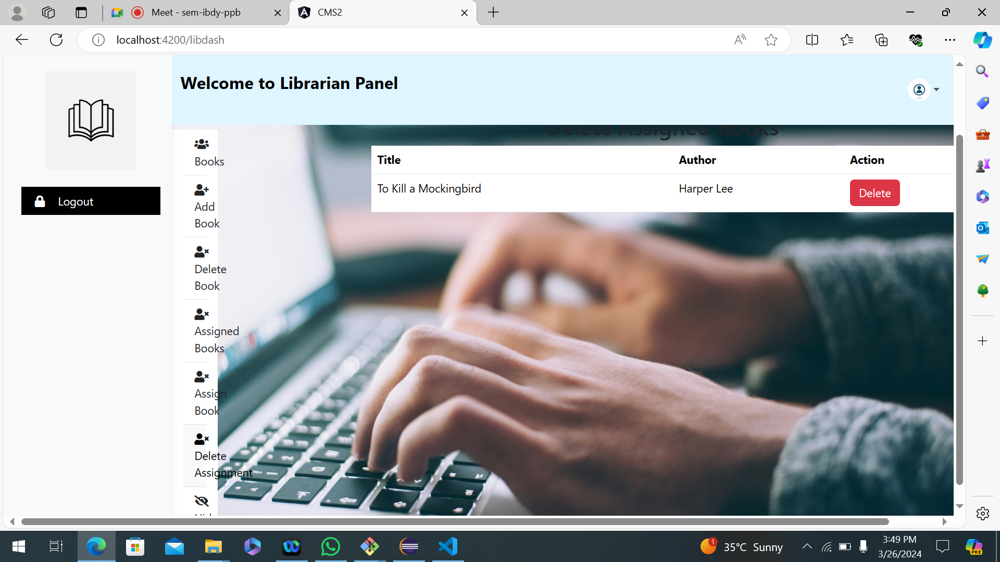 Meet - sem-ibdy-ppb
CMS2
localhost:4200/libdash
Welcome to Librarian Panel
Logout
Delete Assigned Books
Books
Add
Book
Delete
Book
Assigned
Books
Assign
Book
Delete
Assignment
Title Author Action
To Kill a Mockingbird Harper Lee Delete
1
35°C Sunny
3:49 PM
3/26/2024
PRE